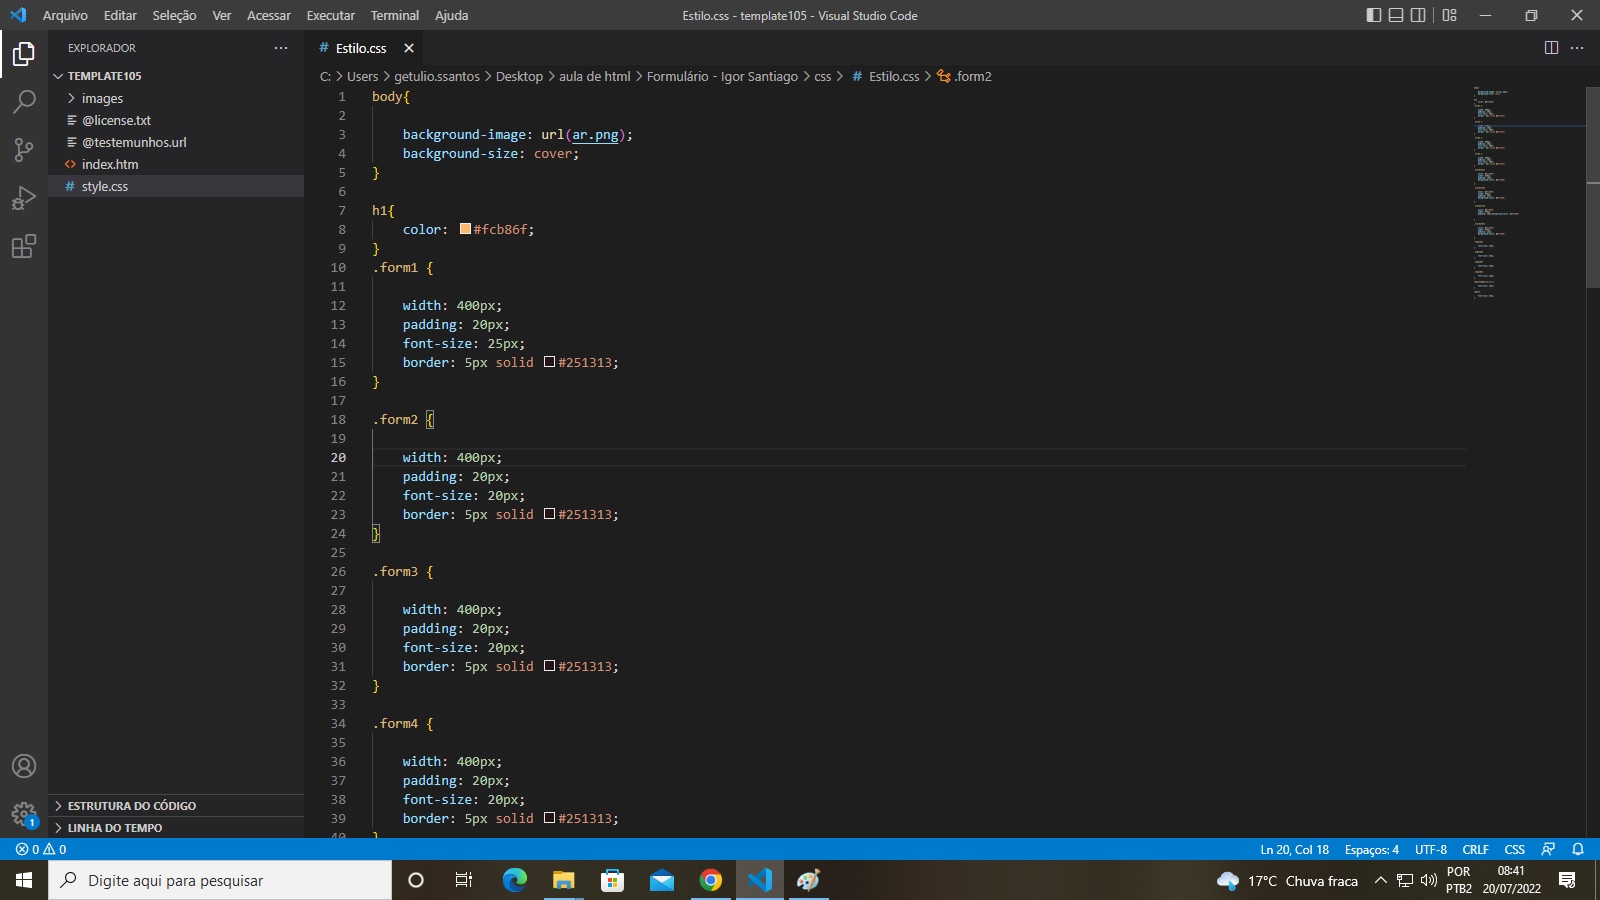 Arquivo Editar Seleção Ver Acessar Executar Terminal Ajuda
Estilo.css - template105 - Visual Studio Code
EXPLORADOR
TEMPLATE105
images
@license.txt
@testemunhos.url
index.htm
style.css
ESTRUTURA DO CÓDIGO
LINHA DO TEMPO
# Estilo.css
C: > Users > getulio.ssantos > Desktop > aula de html > Formulário - Igor Santiago > css > # Estilo.css > .form2
1 body{
2
3 background-image: url(ar.png);
4 background-size: cover;
5 }
6
7 h1{
8 color: #fcb86f;
9 }
10 .form1 {
11
12 width: 400px;
13 padding: 20px;
14 font-size: 25px;
15 border: 5px solid #251313;
16 }
17
18 .form2 {
19
20 width: 400px;
21 padding: 20px;
22 font-size: 20px;
23 border: 5px solid #251313;
24 }
25
26 .form3 {
27
28 width: 400px;
29 padding: 20px;
30 font-size: 20px;
31 border: 5px solid #251313;
32 }
33
34 .form4 {
35
36 width: 400px;
37 padding: 20px;
38 font-size: 20px;
39 border: 5px solid #251313;
40 }
1
0 0
Ln 20, Col 18 Espaços: 4 UTF-8 CRLF CSS
Digite aqui para pesquisar
17°C Chuva fraca
POR
PTB2
08:41
20/07/2022